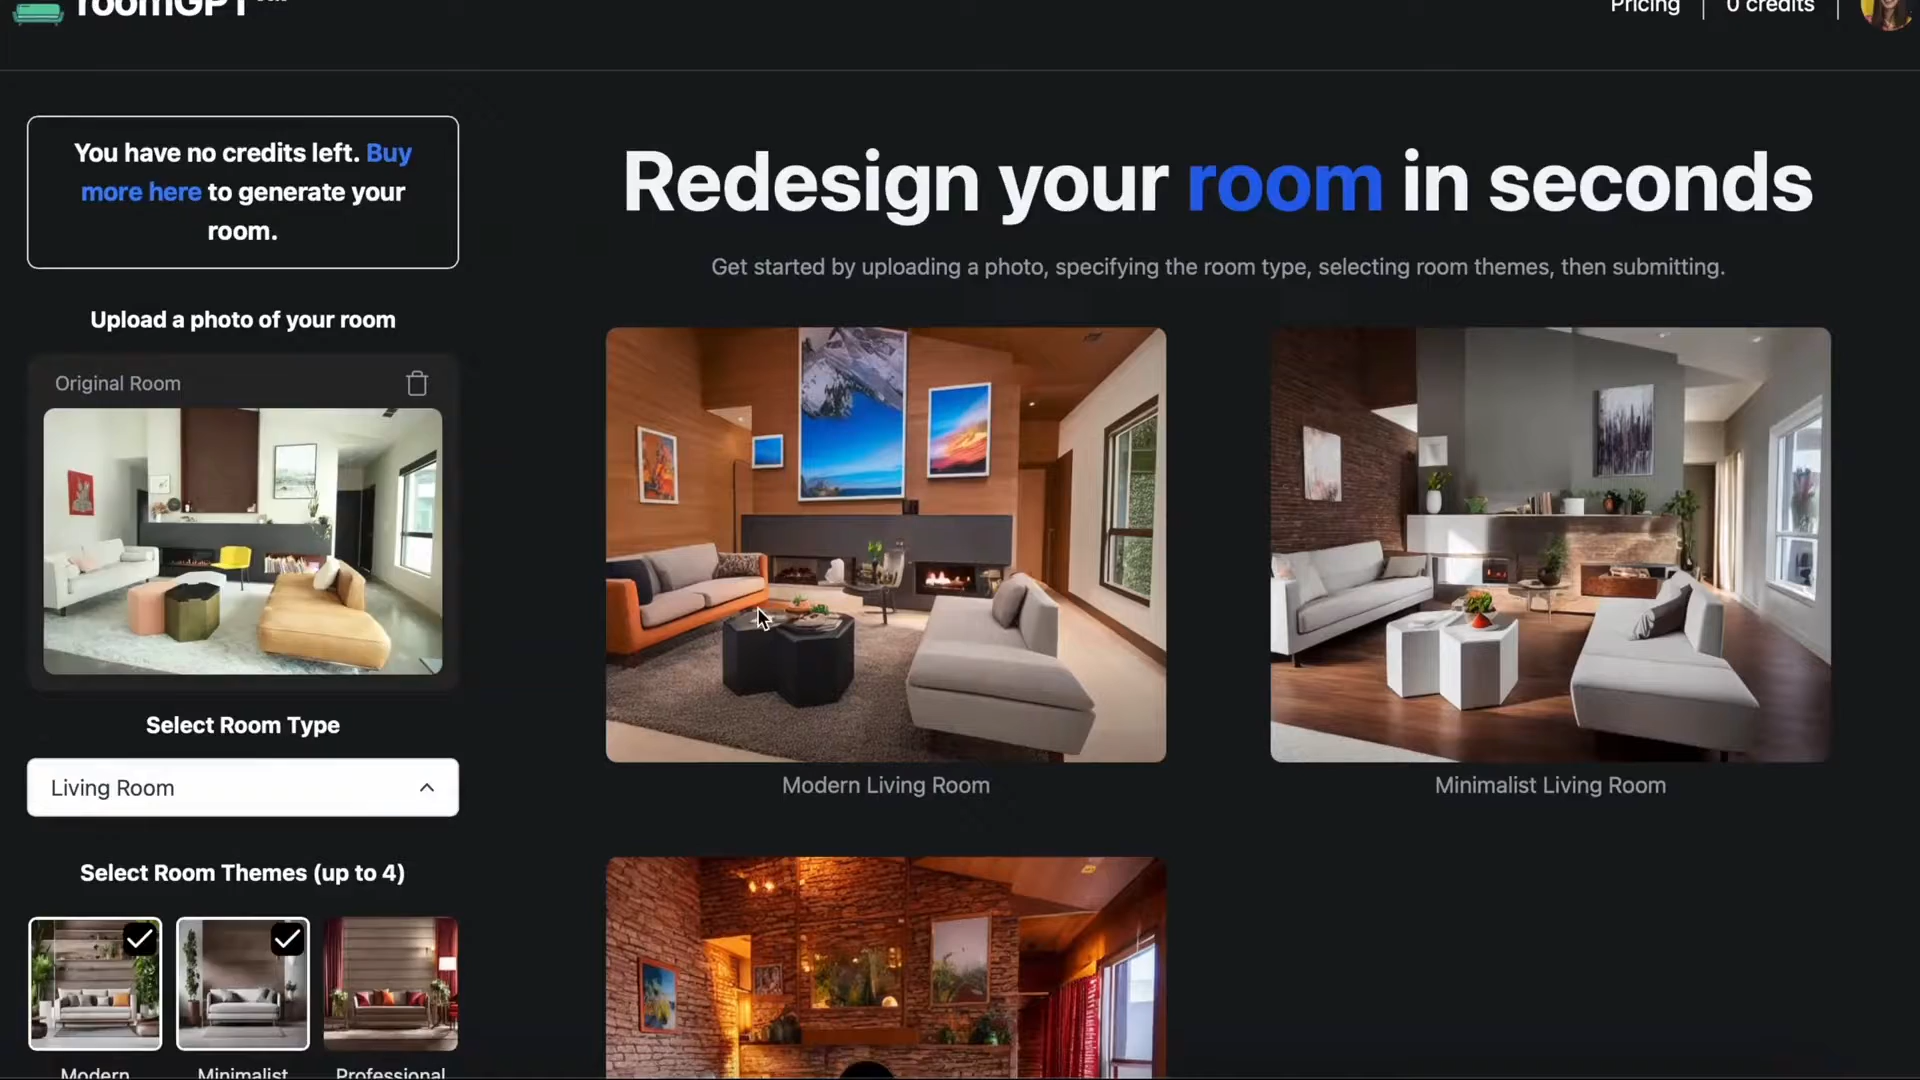 roomGPT
Pricing
0 credits
You have no credits left. Buy
more here to generate your
room.
Upload a photo of your room
Original Room
Select Room Type
Living Room
Select Room Themes (up to 4)
Modern
Minimalist
Professional
Redesign your room in seconds
Get started by uploading a photo, specifying the room type, selecting room themes, then submitting.
Modern Living Room
Minimalist Living Room